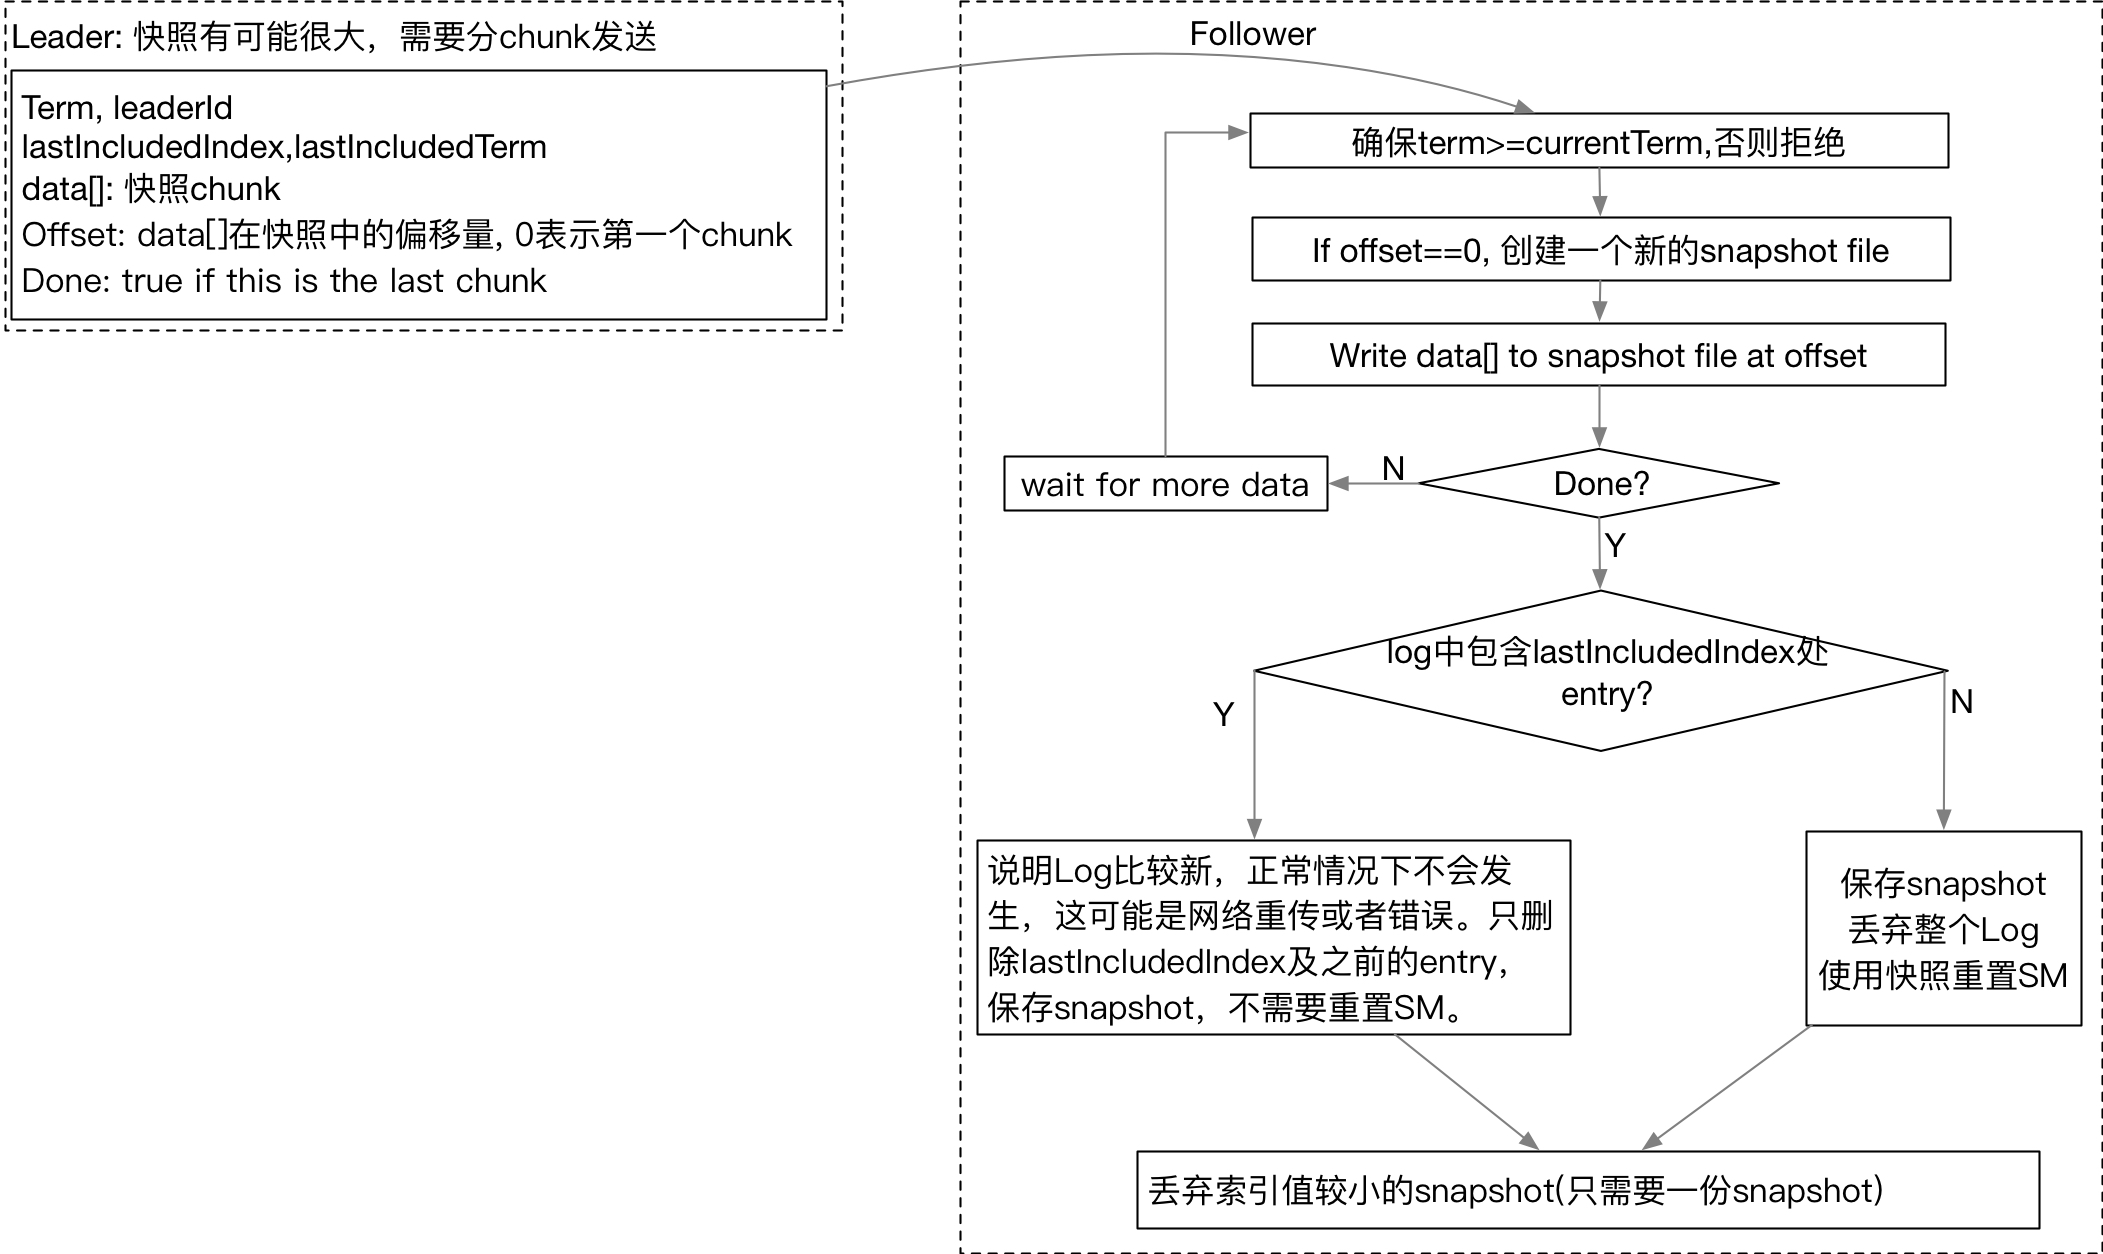 Leader: 快照有可能很大，需要分chunk发送
Term, leaderId
lastIncludedIndex,lastIncludedTerm
data[]: 快照chunk
Offset: data[]在快照中的偏移量, 0表示第一个chunk
Done: true if this is the last chunk
Follower
确保term>=currentTerm,否则拒绝
If offset==0, 创建一个新的snapshot file
Write data[] to snapshot file at offset
Done?
N
wait for more data
Y
log中包含lastIncludedIndex处
entry?
Y
N
说明Log比较新，正常情况下不会发
生，这可能是网络重传或者错误。只删
除lastIncludedIndex及之前的entry，
保存snapshot，不需要重置SM。
保存snapshot
丢弃整个Log
使用快照重置SM
丢弃索引值较小的snapshot(只需要一份snapshot)